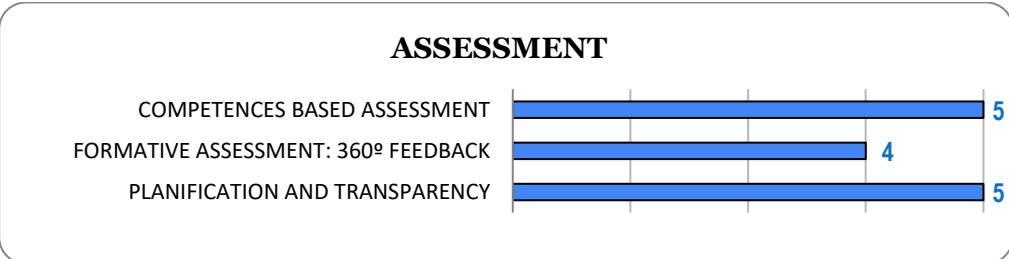 ASSESSMENT
COMPETENCES BASED ASSESSMENT 5
FORMATIVE ASSESSMENT: 360º FEEDBACK 4
PLANIFICATION AND TRANSPARENCY 5